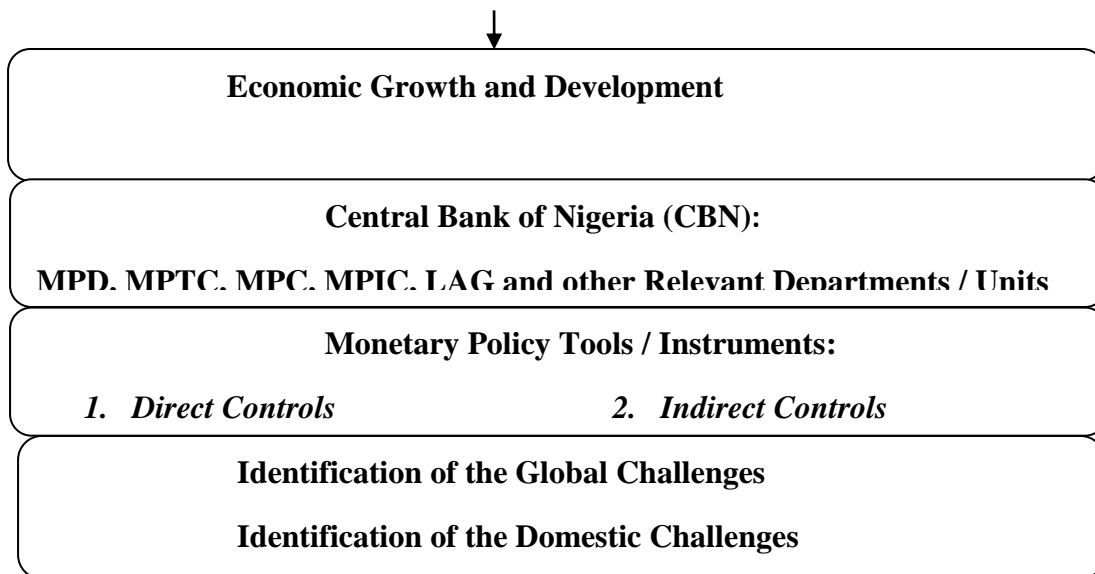 Economic Growth and Development
Central Bank of Nigeria (CBN):
MPD, MPTC, MPC, MPIC, LAG and other Relevant Departments / Units
Monetary Policy Tools / Instruments:
1. Direct Controls 2. Indirect Controls
Identification of the Global Challenges
Identification of the Domestic Challenges